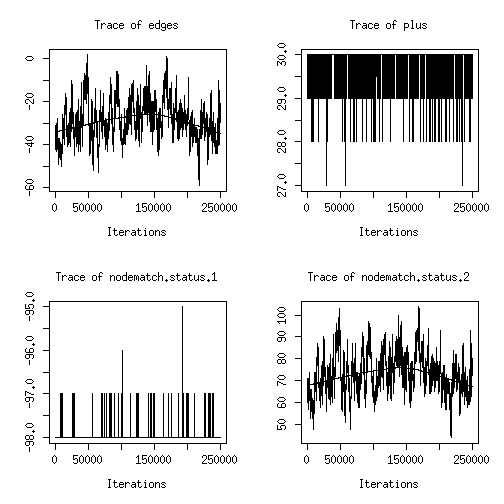 Trace of edges
0
-20
-40
-60
0 50000 150000 250000
Iterations
Trace of plus
30.0
29.0
28.0
27.0
0 50000 150000 250000
Iterations
Trace of nodematch.status.1
-95.0
-96.0
-97.0
-98.0
0 50000 150000 250000
Iterations
Trace of nodematch.status.2
100
90
80
70
60
50
0 50000 150000 250000
Iterations